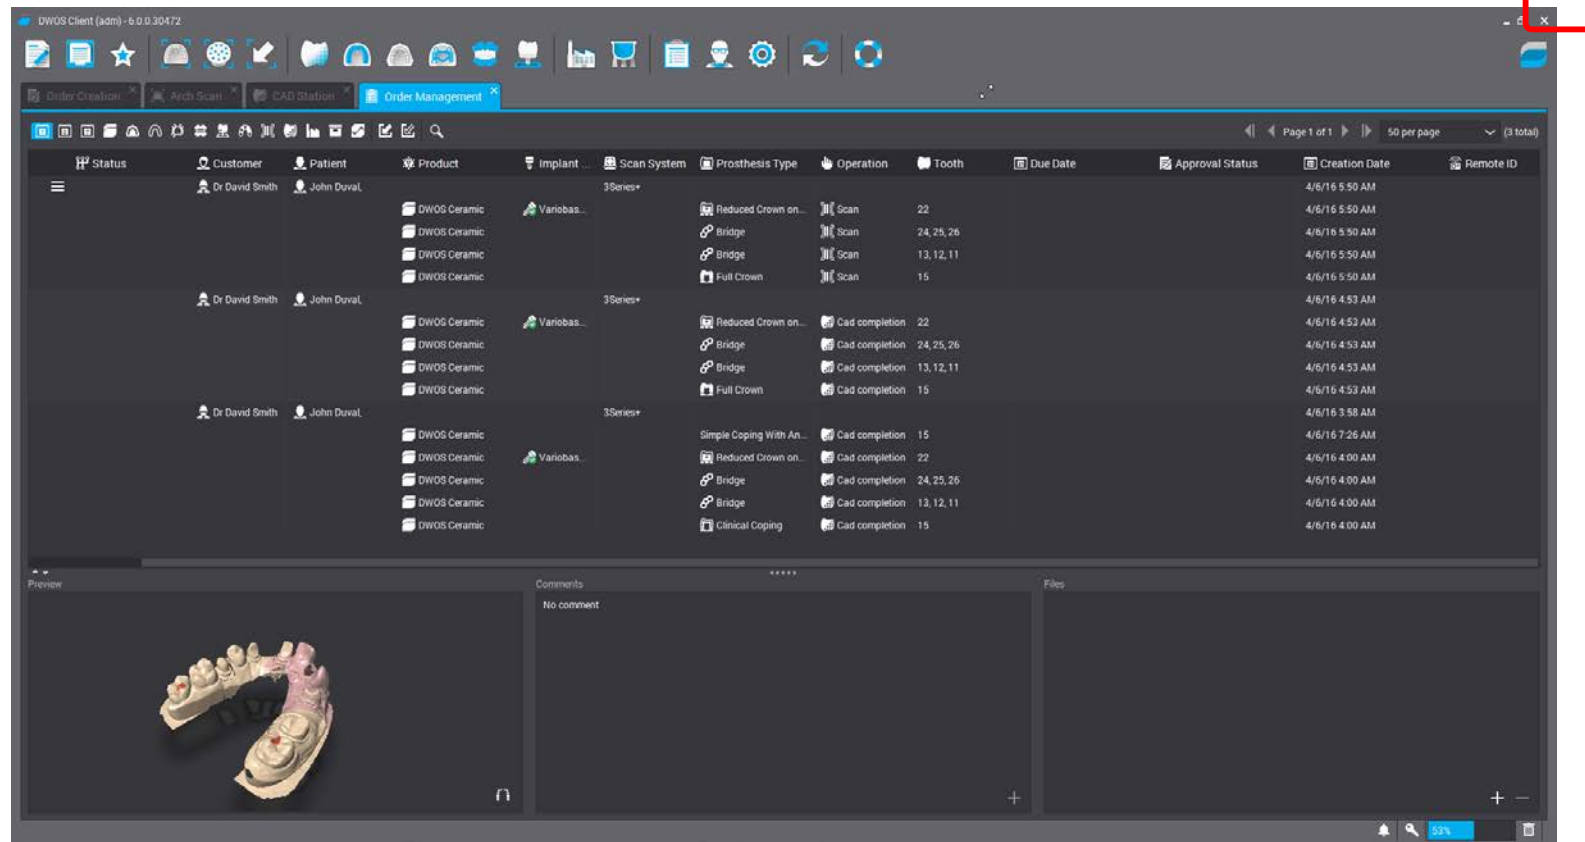 DWOS Client (adm) - 6.0.0.30472
Order Creation Arch Scan CAD Station Order Management
Page 1 of 1 50 per page (3 total)
Status Customer Patient Product Implant ... Scan System Prosthesis Type Operation Tooth Due Date Approval Status Creation Date Remote ID
Dr David Smith John Duval, 3Series+ 4/6/16 5:50 AM
DWOS Ceramic Variobas... Reduced Crown on... Scan 22 4/6/16 5:50 AM
DWOS Ceramic Bridge Scan 24, 25, 26 4/6/16 5:50 AM
DWOS Ceramic Bridge Scan 13, 12, 11 4/6/16 5:50 AM
DWOS Ceramic Full Crown Scan 15 4/6/16 5:50 AM
Dr David Smith John Duval, 3Series+ 4/6/16 4:53 AM
DWOS Ceramic Variobas... Reduced Crown on... Cad completion 22 4/6/16 4:53 AM
DWOS Ceramic Bridge Cad completion 24, 25, 26 4/6/16 4:53 AM
DWOS Ceramic Bridge Cad completion 13, 12, 11 4/6/16 4:53 AM
DWOS Ceramic Full Crown Cad completion 15 4/6/16 4:53 AM
Dr David Smith John Duval, 3Series+ 4/6/16 3:58 AM
DWOS Ceramic Simple Coping With An... Cad completion 15 4/6/16 7:26 AM
DWOS Ceramic Variobas... Reduced Crown on... Cad completion 22 4/6/16 4:00 AM
DWOS Ceramic Bridge Cad completion 24, 25, 26 4/6/16 4:00 AM
DWOS Ceramic Bridge Cad completion 13, 12, 11 4/6/16 4:00 AM
DWOS Ceramic Clinical Coping Cad completion 15 4/6/16 4:00 AM
Preview Comments Files
No comment
53%